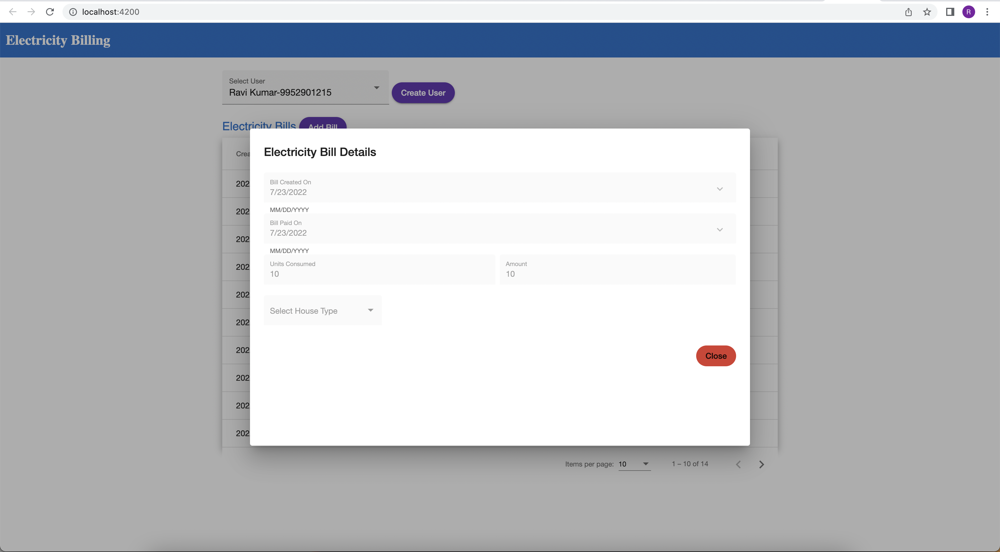 localhost:4200
R
Electricity Billing
Select User
Ravi Kumar-9952901215
Create User
Electricity Bills Add Bill
Electricity Bill Details
Crea
Bill Created On
202
7/23/2022
MM/DD/YYYY
202
Bill Paid On
7/23/2022
202
MM/DD/YYYY
Units Consumed Amount
202
10 10
202
Select House Type
202
202
Close
202
202
202
Items per page: 10 1 – 10 of 14